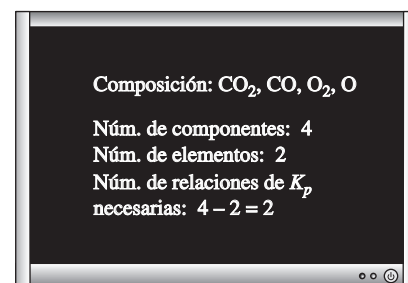 Composición: CO₂, CO, O₂, O
Núm. de componentes: 4
Núm. de elementos: 2
Núm. de relaciones de Kₚ
necesarias: 4 – 2 = 2